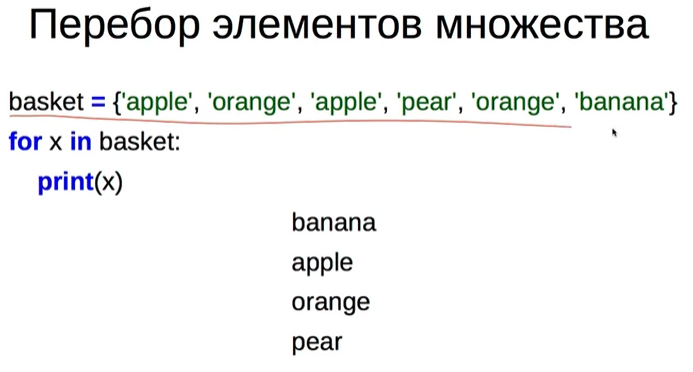 Перебор элементов множества
basket = {'apple', 'orange', 'apple', 'pear', 'orange', 'banana'}
for x in basket:
print(x)
banana
apple
orange
pear